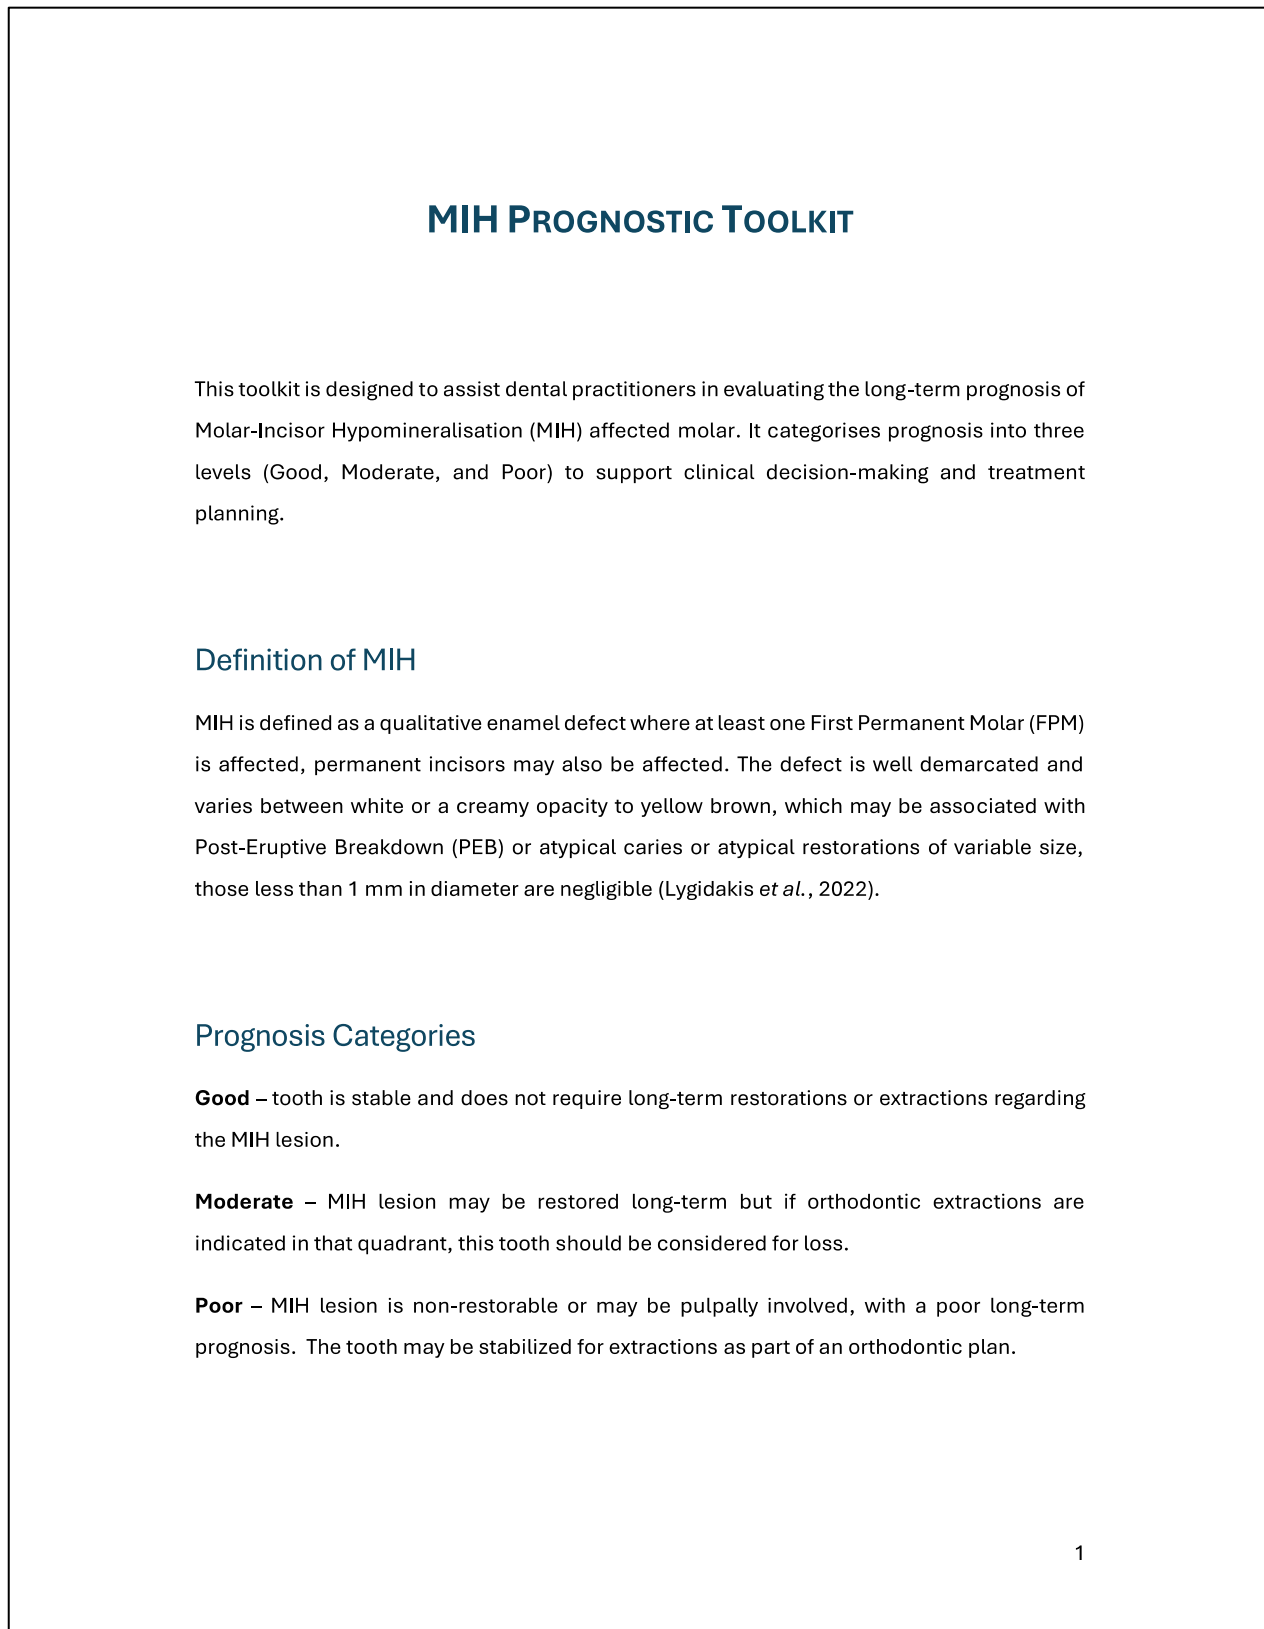 MIH PROGNOSTIC TOOLKIT
This toolkit is designed to assist dental practitioners in evaluating the long-term prognosis of
Molar-Incisor Hypomineralisation (MIH) affected molar. It categorises prognosis into three
levels (Good, Moderate, and Poor) to support clinical decision-making and treatment
planning.
Definition of MIH
MIH is defined as a qualitative enamel defect where at least one First Permanent Molar (FPM)
is affected, permanent incisors may also be affected. The defect is well demarcated and
varies between white or a creamy opacity to yellow brown, which may be associated with
Post-Eruptive Breakdown (PEB) or atypical caries or atypical restorations of variable size,
those less than 1 mm in diameter are negligible (Lygidakis et al., 2022).
Prognosis Categories
Good – tooth is stable and does not require long-term restorations or extractions regarding
the MIH lesion.
Moderate – MIH lesion may be restored long-term but if orthodontic extractions are
indicated in that quadrant, this tooth should be considered for loss.
Poor – MIH lesion is non-restorable or may be pulpally involved, with a poor long-term
prognosis.  The tooth may be stabilized for extractions as part of an orthodontic plan.
1